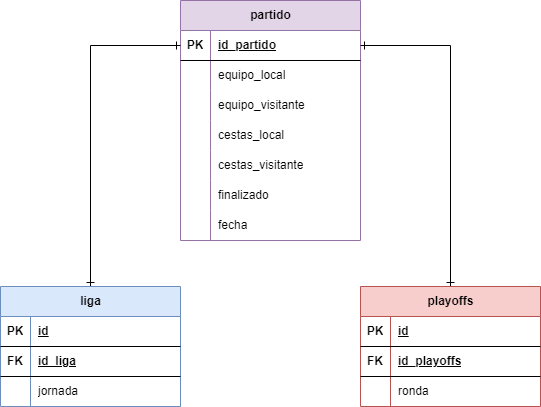 partido
PK id_partido
equipo_local
equipo_visitante
cestas_local
cestas_visitante
finalizado
fecha
liga
PK id
FK id_liga
jornada
playoffs
PK id
FK id_playoffs
ronda